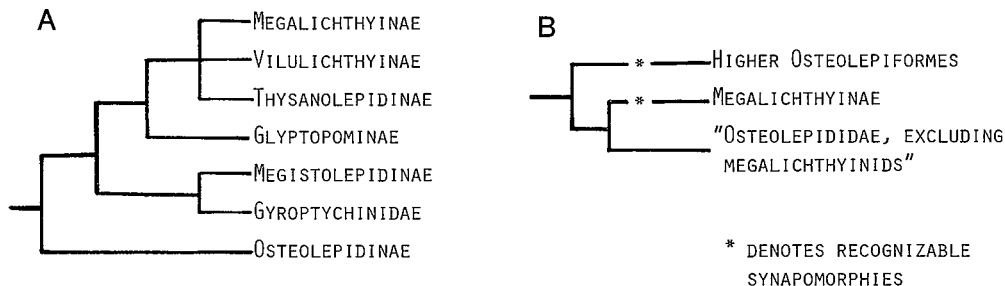 A
MEGALICHTHYINAE
VILULICHTHYINAE
THYSANOLEPIDINAE
GLYPTOPOMINAE
MEGISTOLEPIDINAE
GYROPTYCHINIDAE
OSTEOLEPIDINAE
B
* HIGHER OSTEOLEPIFORMES
* MEGALICHTHYINAE
"OSTEOLEPIDIDAE, EXCLUDING
MEGALICHTHYINIDS"
* DENOTES RECOGNIZABLE
SYNAPOMORPHIES